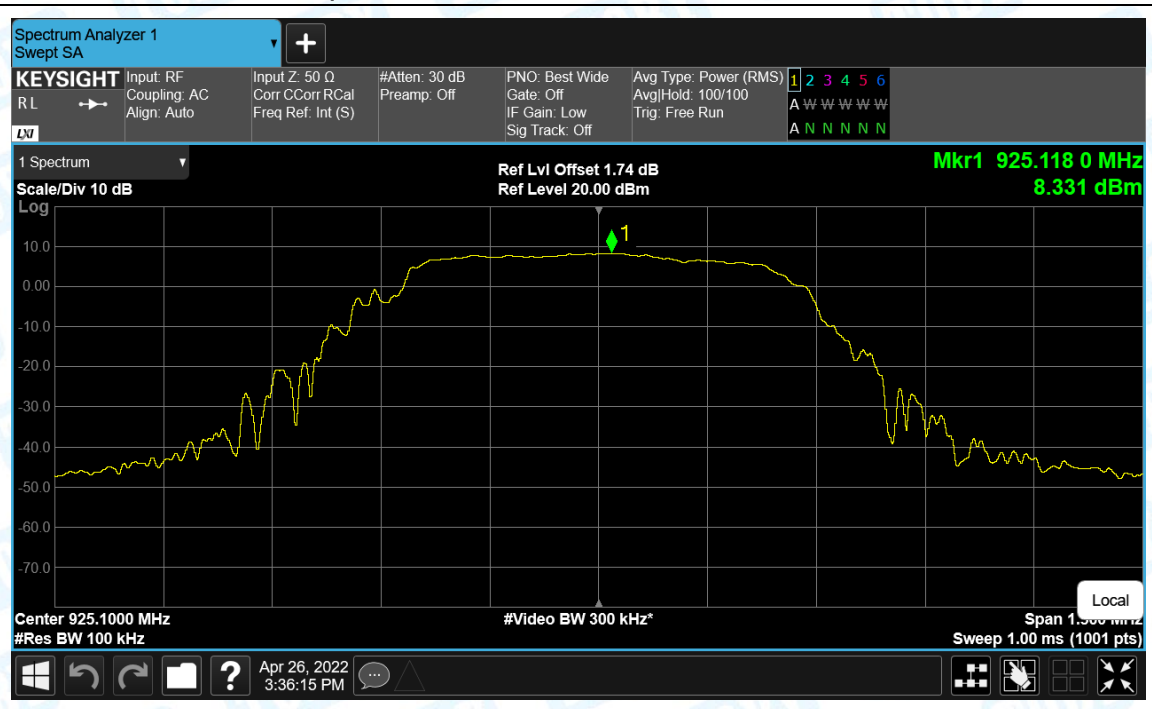 Spectrum Analyzer 1
Swept SA
+
KEYSIGHT
R L
LXI
Input: RF
Coupling: AC
Align: Auto
Input Z: 50 Ω
Corr CCorr RCal
Freq Ref: Int (S)
#Atten: 30 dB
Preamp: Off
PNO: Best Wide
Gate: Off
IF Gain: Low
Sig Track: Off
Avg Type: Power (RMS)
Avg|Hold: 100/100
Trig: Free Run
1 2 3 4 5 6
A W W W W W
A N N N N N
1 Spectrum
Scale/Div 10 dB
Log
Ref Lvl Offset 1.74 dB
Ref Level 20.00 dBm
Mkr1 925.118 0 MHz
8.331 dBm
1
10.0
0.00
-10.0
-20.0
-30.0
-40.0
-50.0
-60.0
-70.0
Local
Center 925.1000 MHz
#Res BW 100 kHz
#Video BW 300 kHz*
Span
Sweep 1.00 ms (1001 pts)
?
Apr 26, 2022
3:36:15 PM